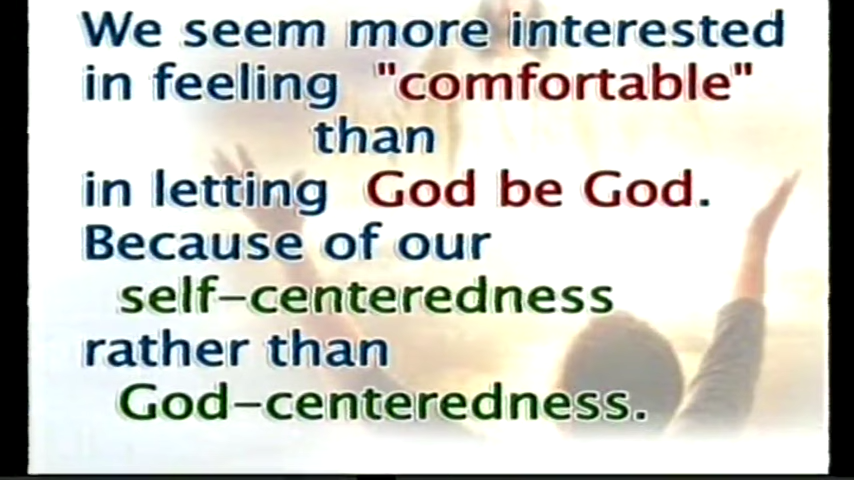 We seem more interested
in feeling "comfortable"
than
in letting God be God.
Because of our
self-centeredness
rather than
God-centeredness.